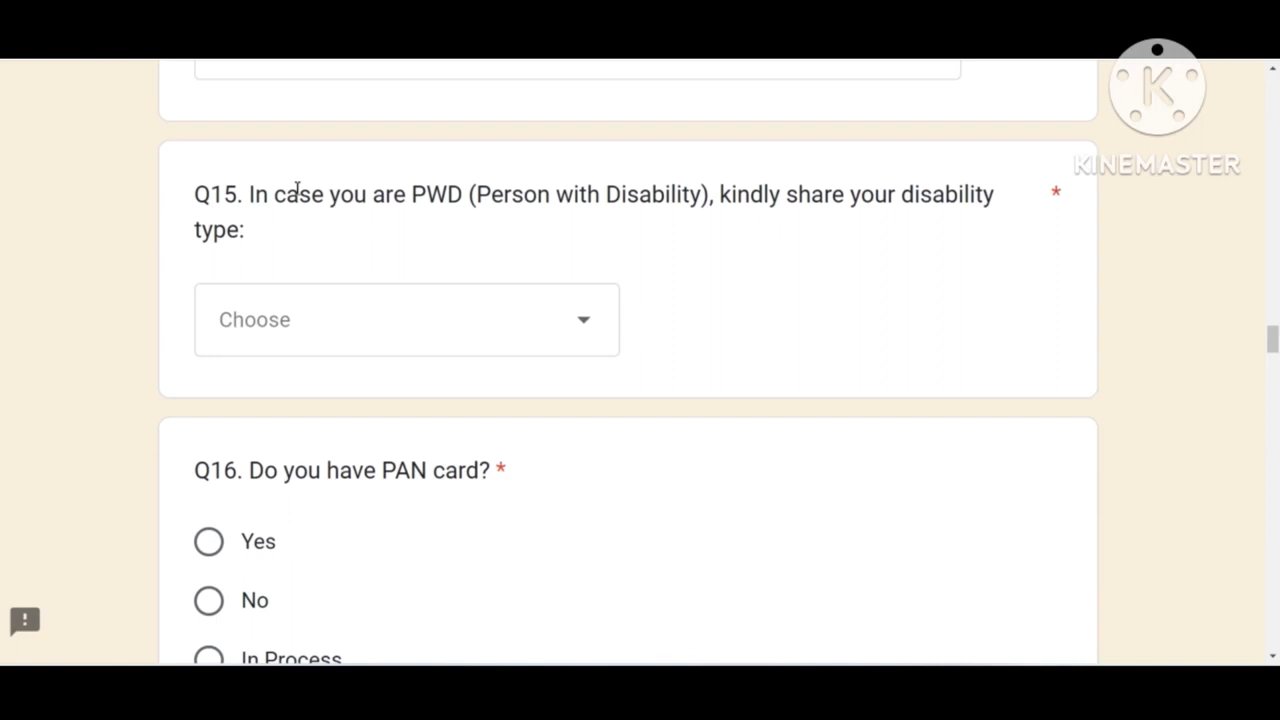 K
KINEMASTER
Q15. In case you are PWD (Person with Disability), kindly share your disability *
type:
Choose
Q16. Do you have PAN card? *
Yes
No
In Process